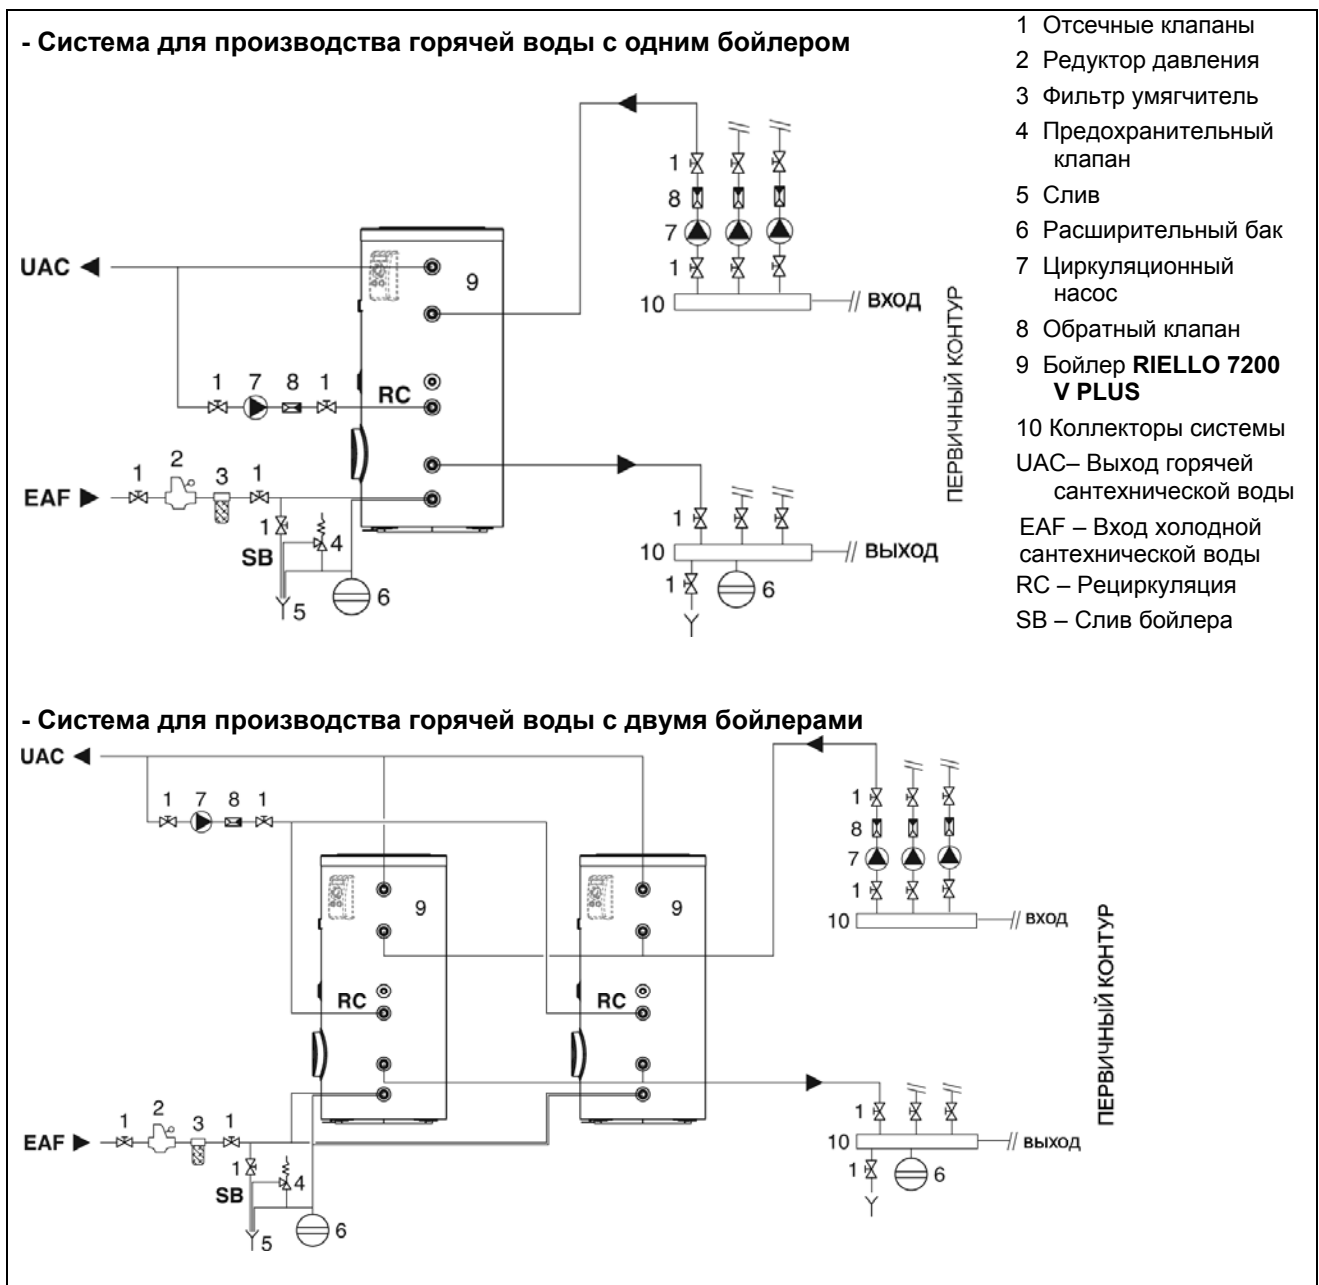 - Система для производства горячей воды с одним бойлером
1
8
7
1
10
// ВХОД
UAC
9
RC
1 7 8 1
1 2 3 1
EAF
1
SB
4
5
6
1
10
// ВЫХОД
1
6
ПЕРВИЧНЫЙ КОНТУР
1 Отсечные клапаны
2 Редуктор давления
3 Фильтр умягчитель
4 Предохранительный
клапан
5 Слив
6 Расширительный бак
7 Циркуляционный
насос
8 Обратный клапан
9 Бойлер RIELLO 7200
V PLUS
10 Коллекторы системы
UAC– Выход горячей
сантехнической воды
EAF – Вход холодной
сантехнической воды
RC – Рециркуляция
SB – Слив бойлера
- Система для производства горячей воды с двумя бойлерами
UAC
1 7 8 1
1
8
7
1
10
// ВХОД
9
9
RC
RC
1 2 3 1
EAF
1
SB
4
5
6
1
10
// ВЫХОД
1
6
ПЕРВИЧНЫЙ КОНТУР